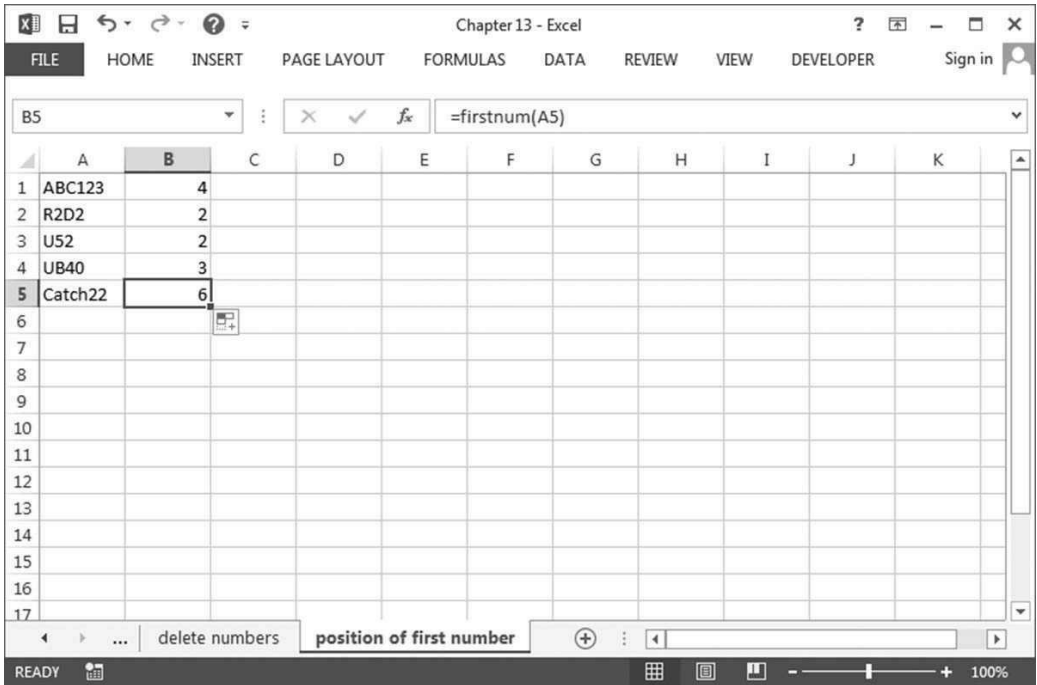 Chapter 13 - Excel
?
FILE HOME INSERT PAGE LAYOUT FORMULAS DATA REVIEW VIEW DEVELOPER Sign in
B5 fx =firstnum(A5)
A B C D E F G H I J K
1 ABC123 4
2 R2D2 2
3 U52 2
4 UB40 3
5 Catch22 6
6
7
8
9
10
11
12
13
14
15
16
17
... delete numbers position of first number
READY 100%